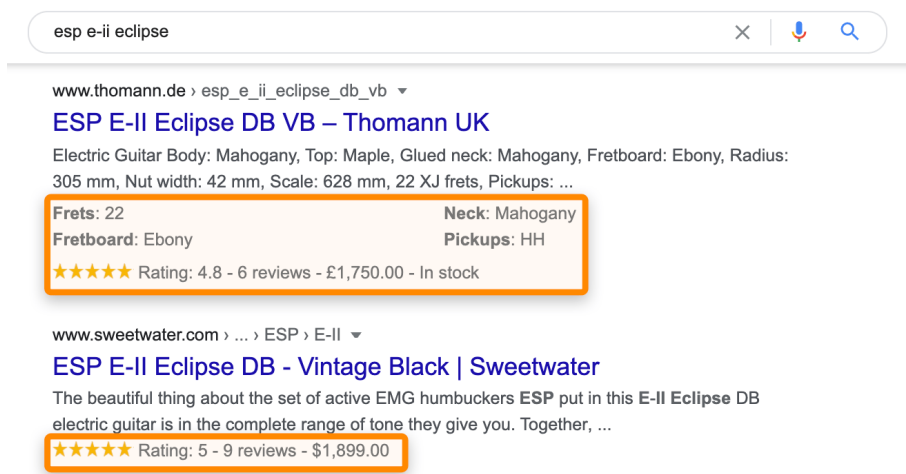 esp e-ii eclipse
www.thomann.de › esp_e_ii_eclipse_db_vb
ESP E-II Eclipse DB VB – Thomann UK
Electric Guitar Body: Mahogany, Top: Maple, Glued neck: Mahogany, Fretboard: Ebony, Radius:
305 mm, Nut width: 42 mm, Scale: 628 mm, 22 XJ frets, Pickups: ...
Frets: 22 Neck: Mahogany
Fretboard: Ebony Pickups: HH
★★★★★ Rating: 4.8 - 6 reviews - £1,750.00 - In stock
www.sweetwater.com › ... › ESP › E-II
ESP E-II Eclipse DB - Vintage Black | Sweetwater
The beautiful thing about the set of active EMG humbuckers ESP put in this E-II Eclipse DB
electric guitar is in the complete range of tone they give you. Together, ...
★★★★★ Rating: 5 - 9 reviews - $1,899.00